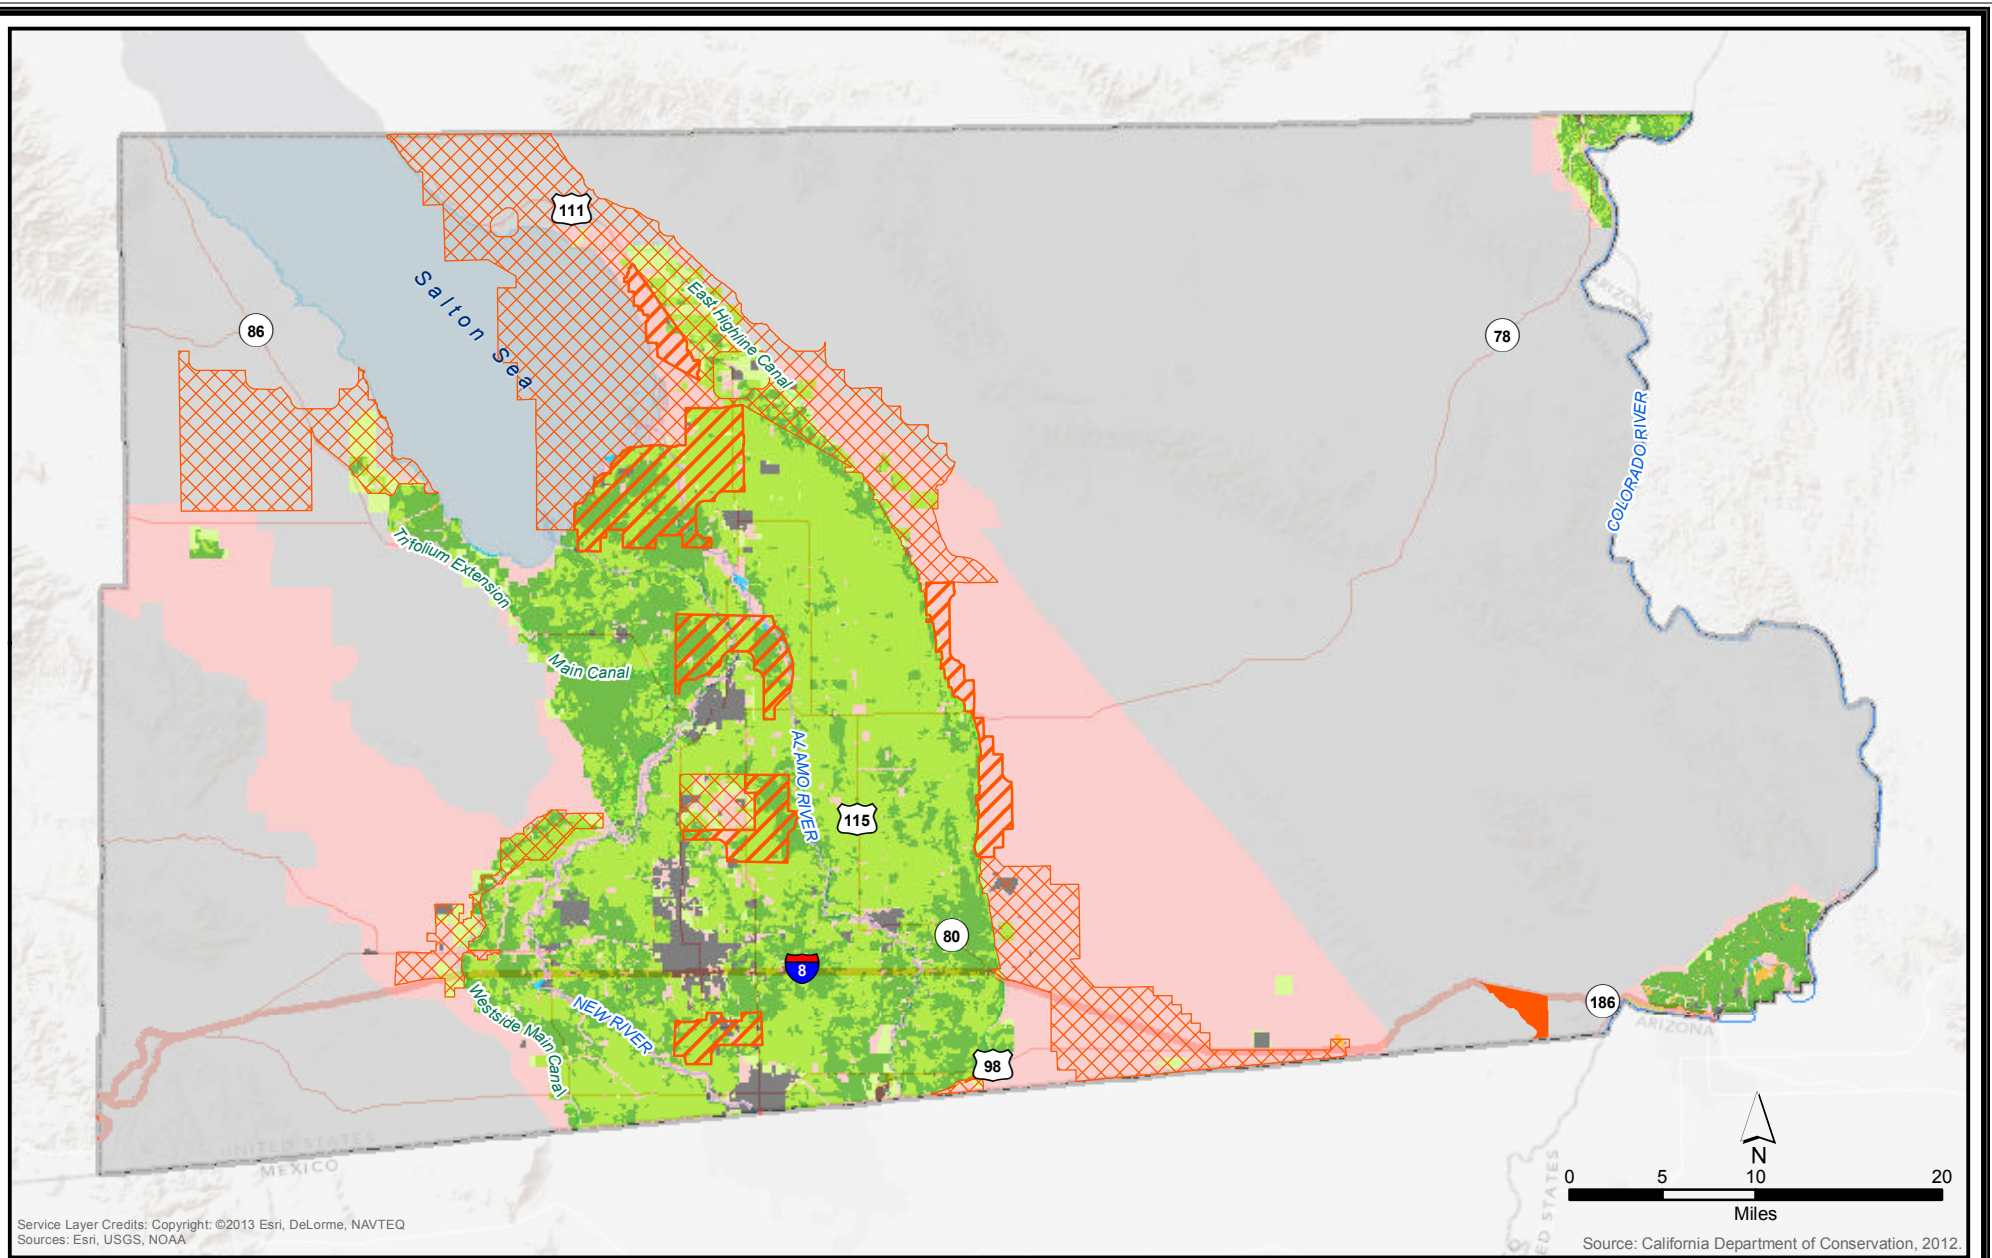 111
Salton Sea
East Highline Canal
86
78
ARIZONA
COLORADO RIVER
Trifolium Extension
Main Canal
ALAMO RIVER
115
80
8
Westside Main Canal
NEW RIVER
186
ARIZONA
98
UNITED STATES
MEXICO
N
0 5 10 20
Miles
ED STATES
Service Layer Credits: Copyright: ©2013 Esri, DeLorme, NAVTEQ
Sources: Esri, USGS, NOAA
Source: California Department of Conservation, 2012.